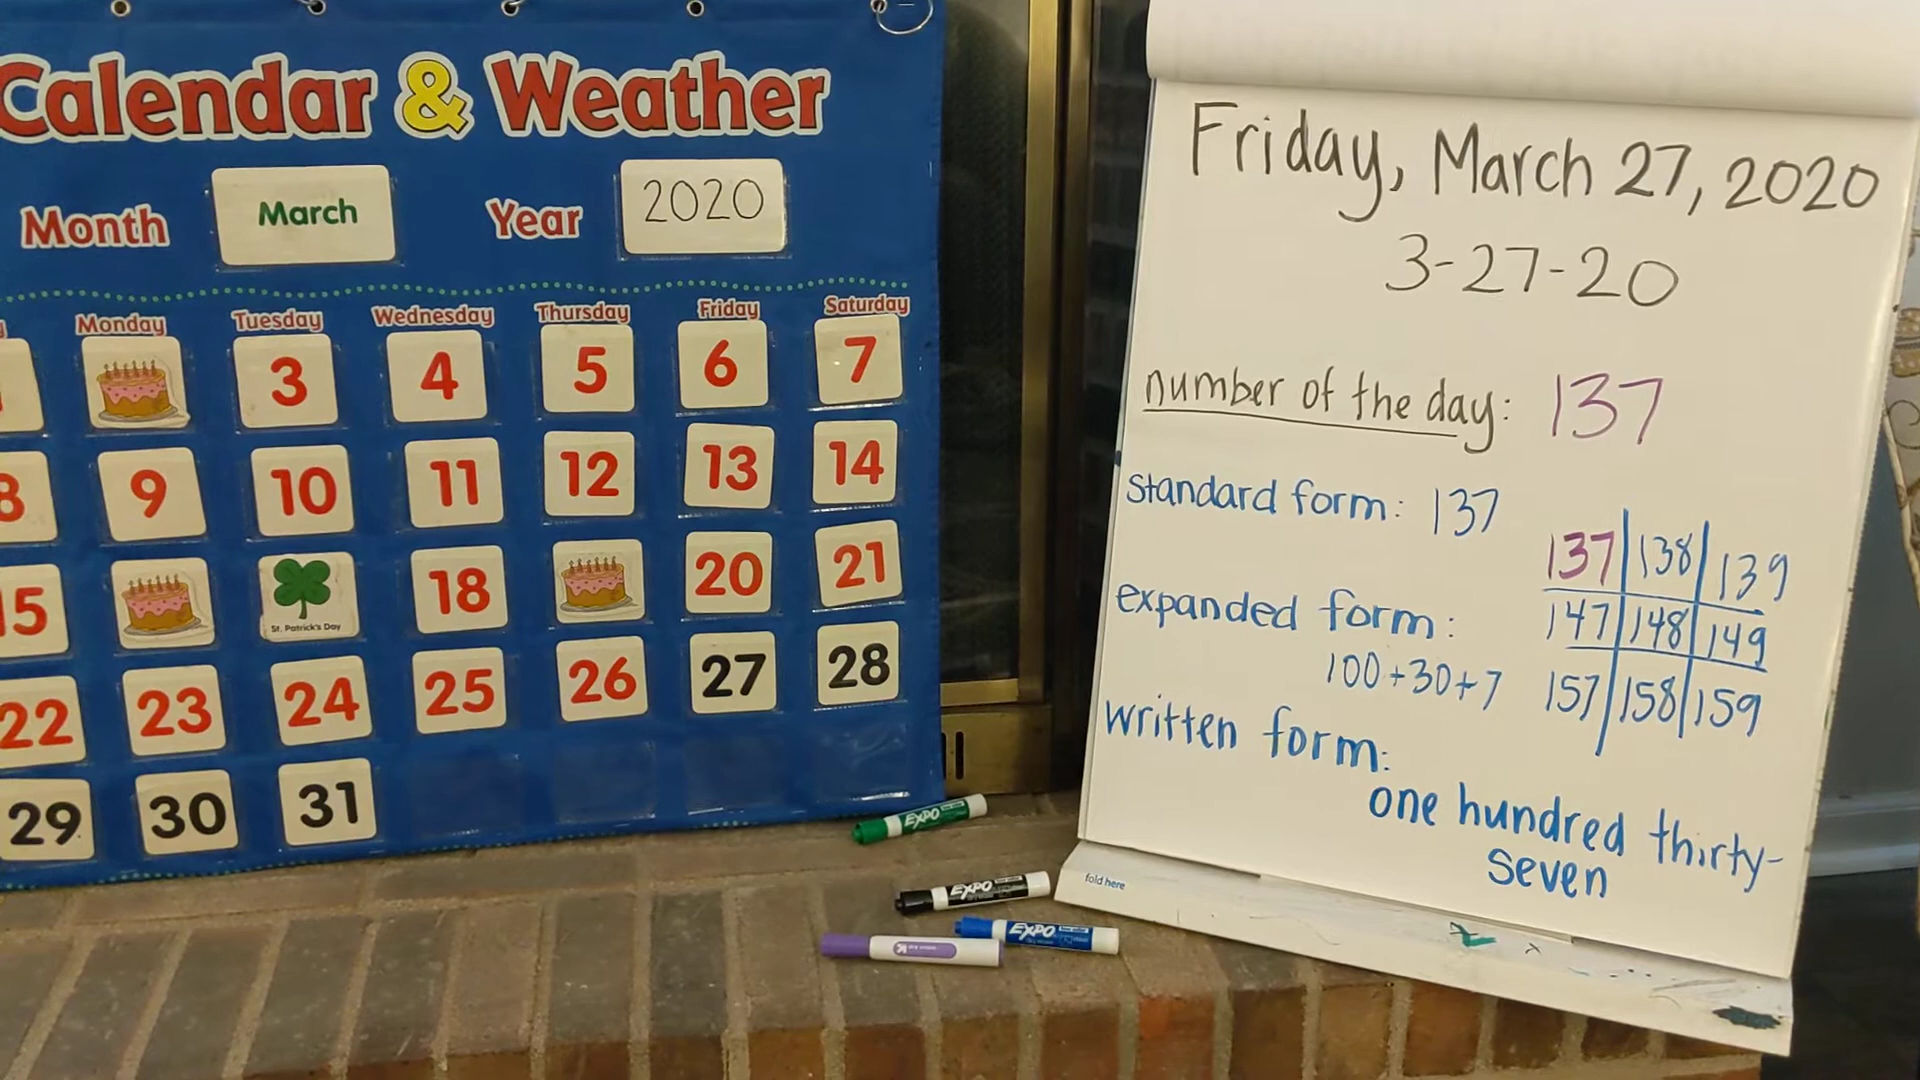 Calendar & Weather
Month March Year 2020
Monday Tuesday Wednesday Thursday Friday Saturday
3 4 5 6 7
8 9 10 11 12 13 14
15 18 20 21
St. Patrick's Day
22 23 24 25 26 27 28
29 30 31
EXPO
EXPO
EXPO
Friday, March 27, 2020
3-27-20
number of the day: 137
standard form: 137
137 138 139
147 148 149
157 158 159
expanded form:
100+30+7
written form:
one hundred thirty-
seven
fold here